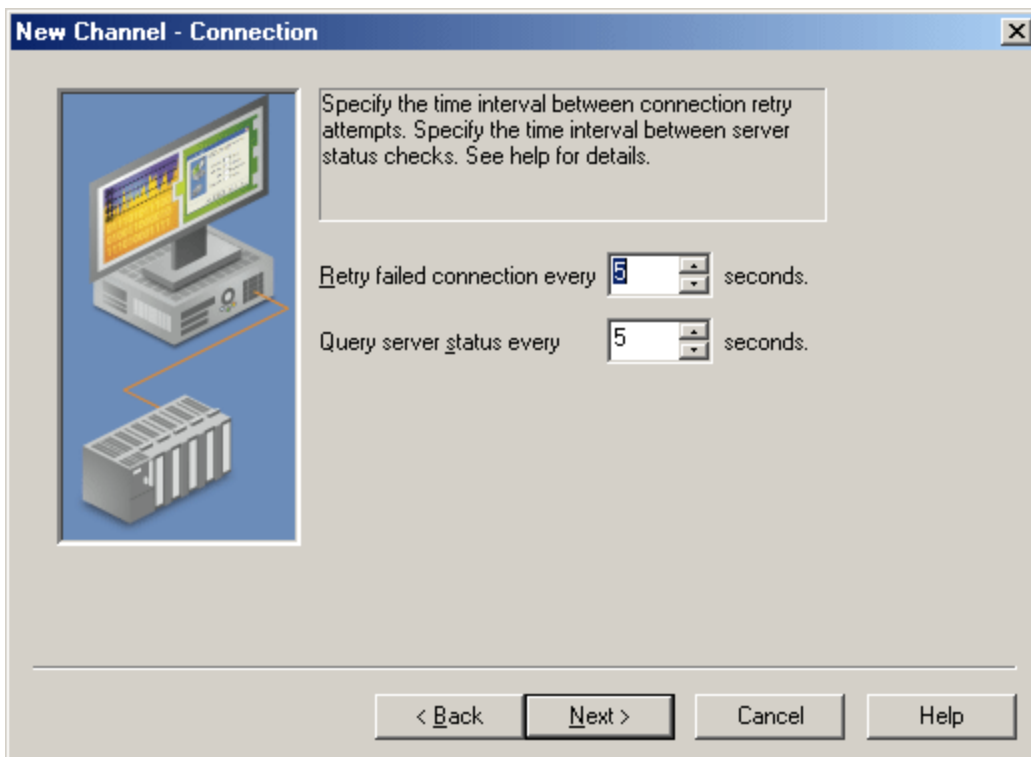 New Channel - Connection
Specify the time interval between connection retry
attempts. Specify the time interval between server
status checks. See help for details.
Retry failed connection every 5 seconds.
Query server status every 5 seconds.
< Back Next > Cancel Help